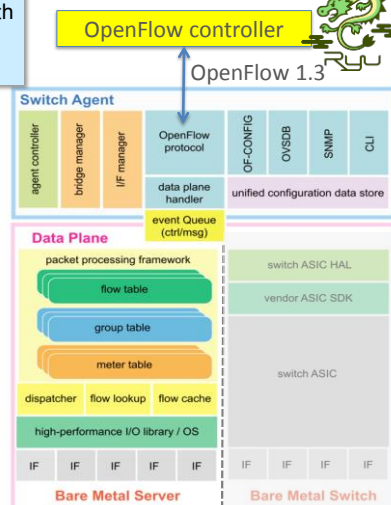 th
OpenFlow controller
Ryu
OpenFlow 1.3
Switch Agent
agent controller
bridge manager
I/F manager
OpenFlow
protocol
OF-CONFIG
OVSDB
SNMP
CLI
data plane
handler
unified configuration data store
event Queue
(ctrl/msg)
Data Plane
packet processing framework
flow table
group table
meter table
switch ASIC HAL
vendor ASIC SDK
switch ASIC
dispatcher
flow lookup
flow cache
high-performance I/O library / OS
IF IF IF IF IF
IF IF IF IF
Bare Metal Server
Bare Metal Switch